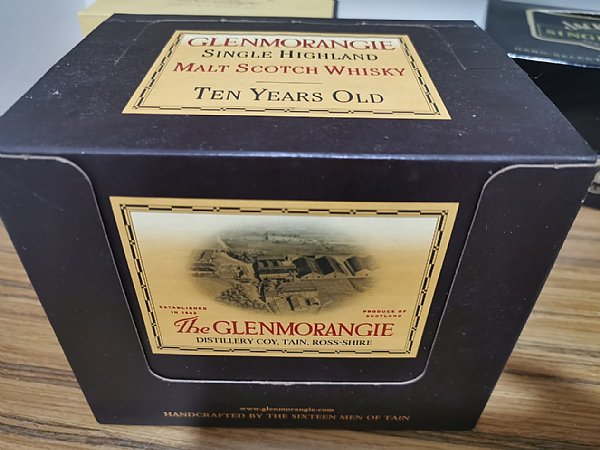 GLENMORANGIE
SINGLE HIGHLAND
MALT SCOTCH WHISKY
TEN YEARS OLD
ESTABLISHED
IN 1843
PRODUCE OF
SCOTLAND
The GLENMORANGIE
DISTILLERY COY, TAIN, ROSS-SHIRE
www.glenmorangie.com
HANDCRAFTED BY THE SIXTEEN MEN OF TAIN